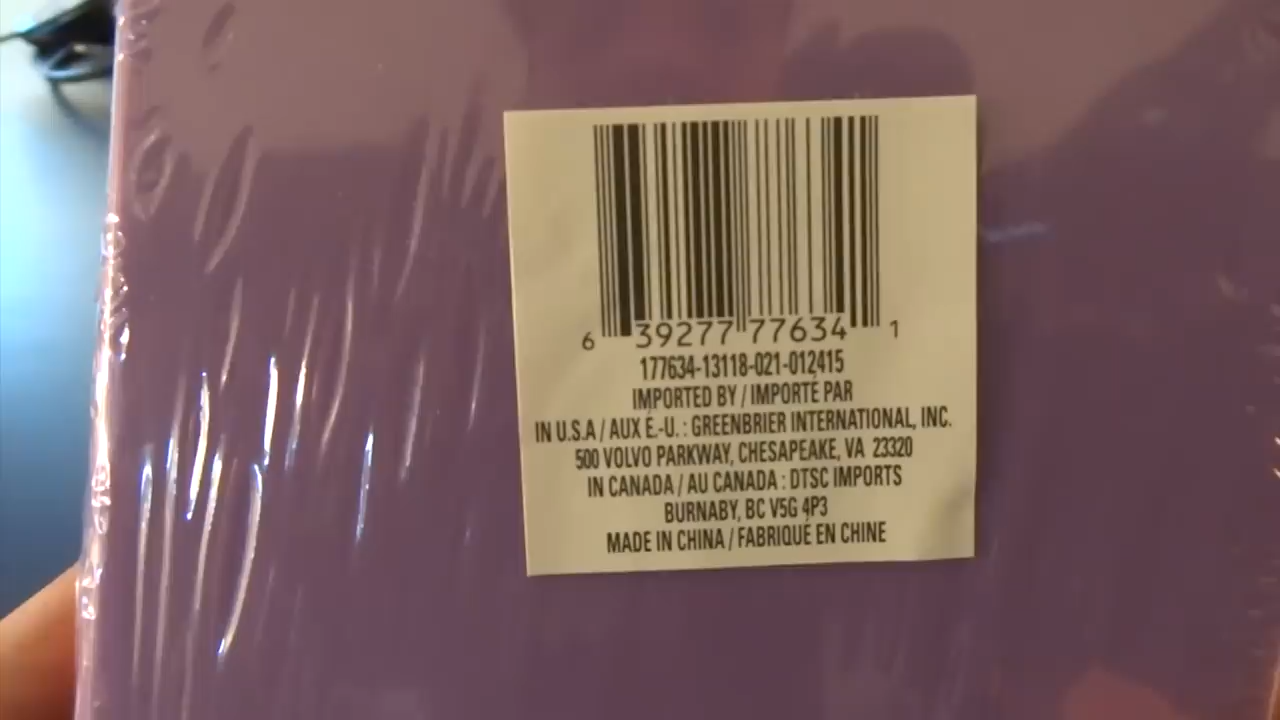 6 39277 77634 1
177634-13118-021-012415
IMPORTED BY / IMPORTÉ PAR
IN U.S.A / AUX É.-U. : GREENBRIER INTERNATIONAL, INC.
500 VOLVO PARKWAY, CHESAPEAKE, VA 23320
IN CANADA / AU CANADA : DTSC IMPORTS
BURNABY, BC V5G 4P3
MADE IN CHINA / FABRIQUÉ EN CHINE